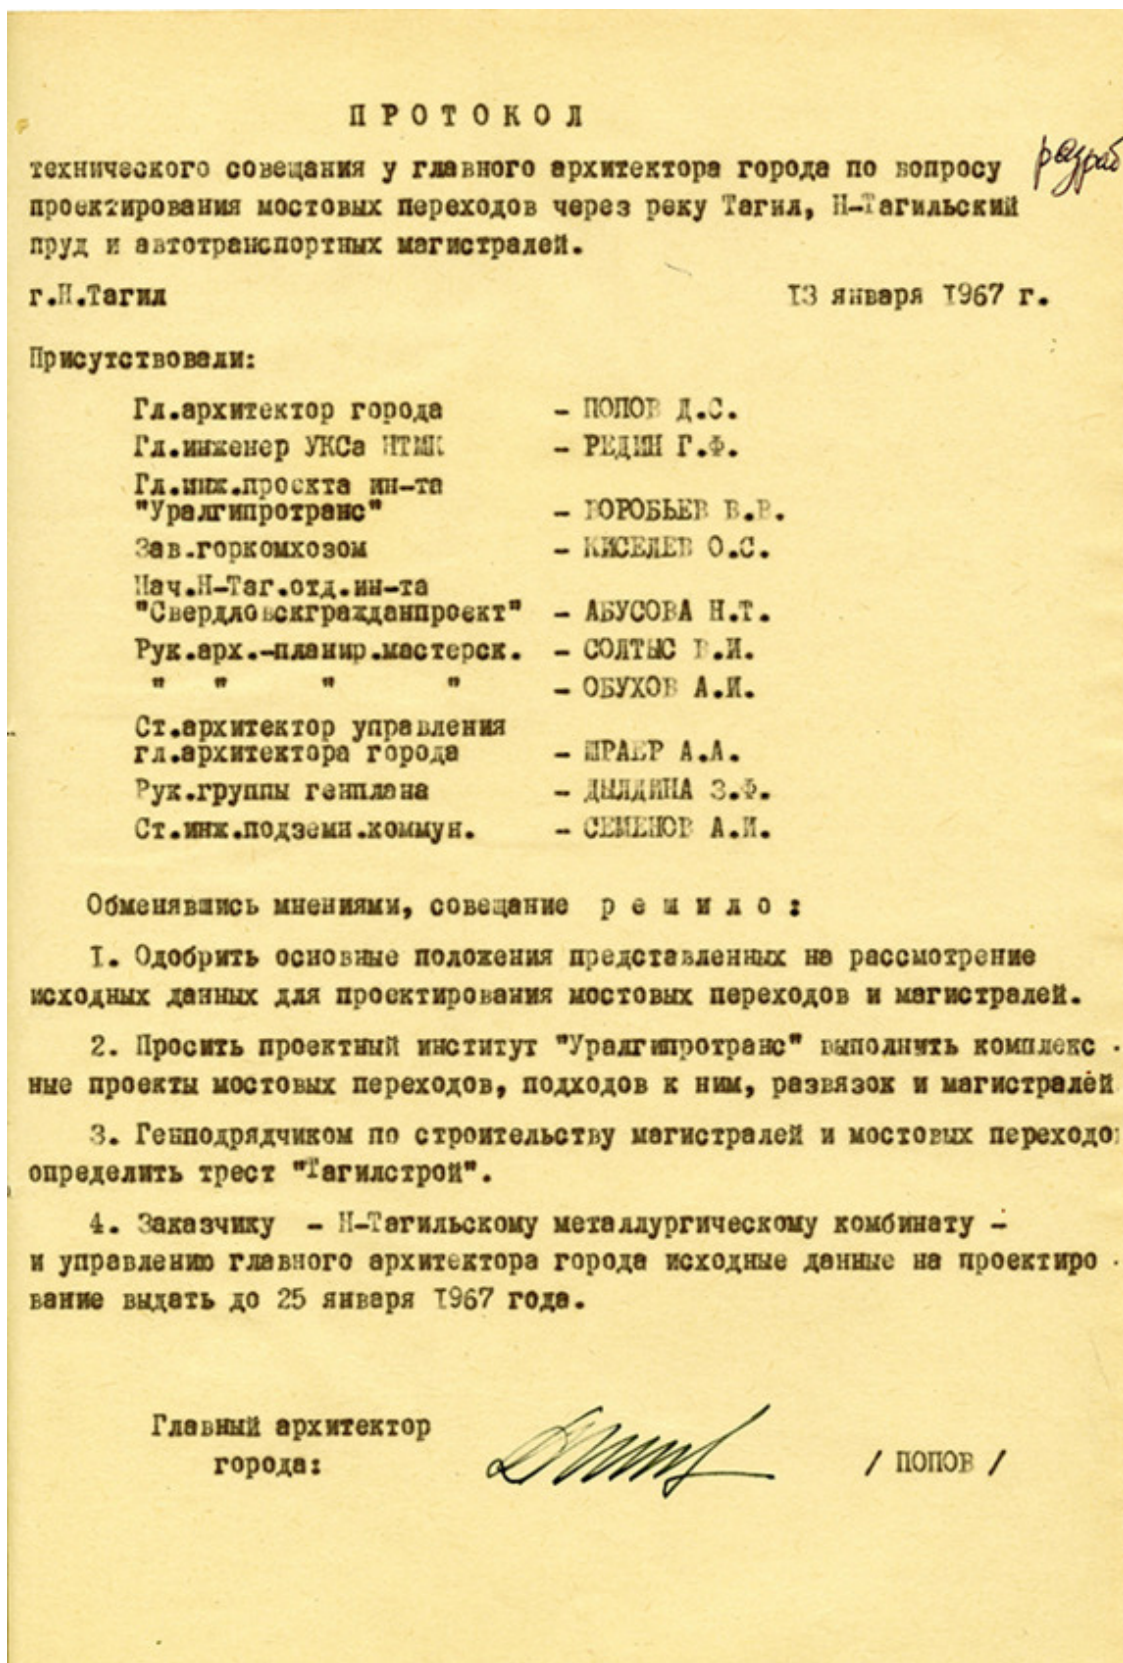 ПРОТОКОЛ
разраб
технического совещания у главного архитектора города по вопросу
проектирования мостовых переходов через реку Тагил, Н-Тагильский
пруд и автотранспортных магистралей.
г.Н.Тагил 13 января 1967 г.
Присутствовали:
Гл.архитектор города - ПОПОВ Д.С.
Гл.инженер УКСа НТМК - РЕДИН Г.Ф.
Гл.инж.проекта ин-та
"Уралгипротранс" - ВОРОБЬЕВ В.В.
Зав.горкомхозом - КИСЕЛЕВ О.С.
Нач.Н-Таг.отд.ин-та
"Свердловскгражданпроект" - АБУСОВА Н.Т.
Рук.арх.-планир.мастерск. - СОЛТЫС В.И.
" " " " - ОБУХОВ А.И.
Ст.архитектор управления
гл.архитектора города - ШРАЕР А.А.
Рук.группы генплана - ДЫЛДИНА З.Ф.
Ст.инж.подземн.коммун. - СЕМЕНОВ А.И.
Обменявшись мнениями, совещание решило:
1. Одобрить основные положения представленных на рассмотрение
исходных данных для проектирования мостовых переходов и магистралей.
2. Просить проектный институт "Уралгипротранс" выполнить комплекс -
ные проекты мостовых переходов, подходов к ним, развязок и магистралей
3. Генподрядчиком по строительству магистралей и мостовых переходо
определить трест "Тагилстрой".
4. Заказчику - Н-Тагильскому металлургическому комбинату -
и управлению главного архитектора города исходные данные на проектиро -
вание выдать до 25 января 1967 года.
Главный архитектор
города: / ПОПОВ /